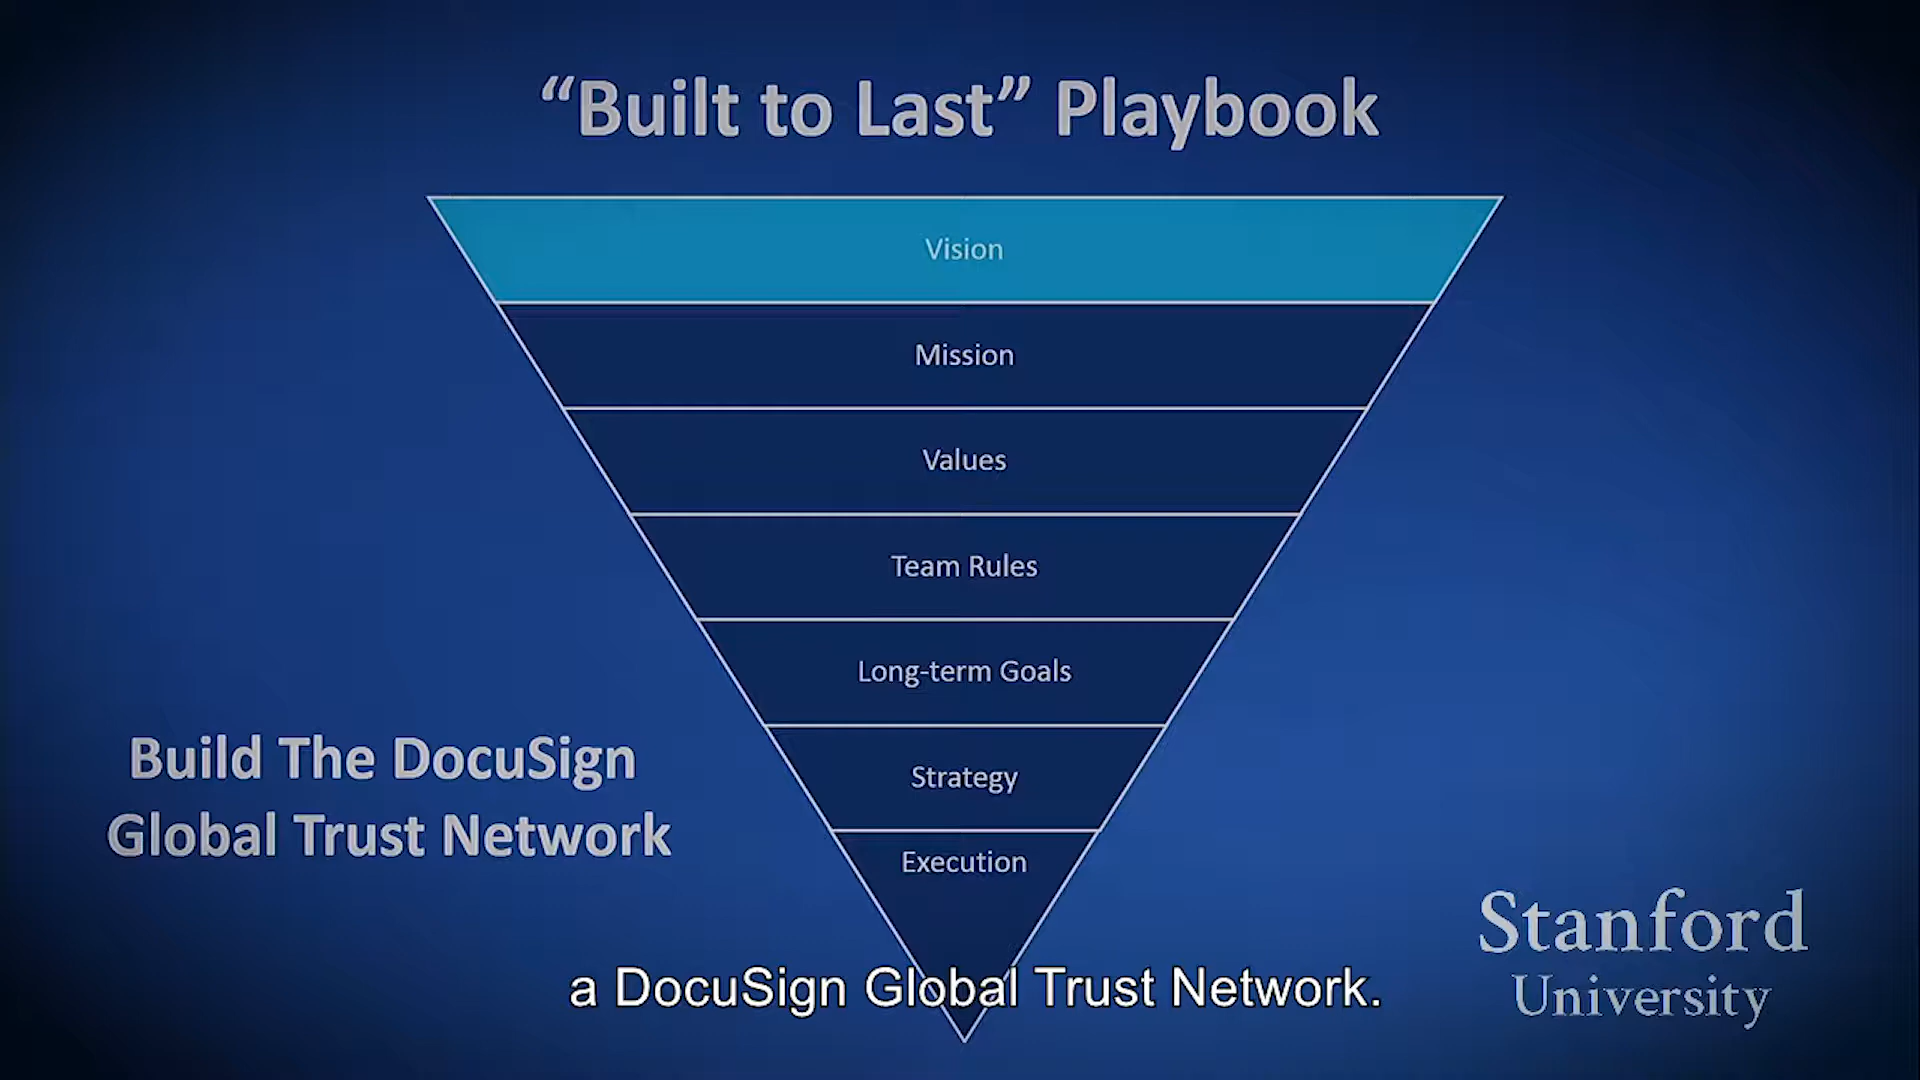 “Built to Last” Playbook
Vision
Mission
Values
Team Rules
Long-term Goals
Strategy
Execution
Build The DocuSign
Global Trust Network
a DocuSign Global Trust Network.
Stanford
University